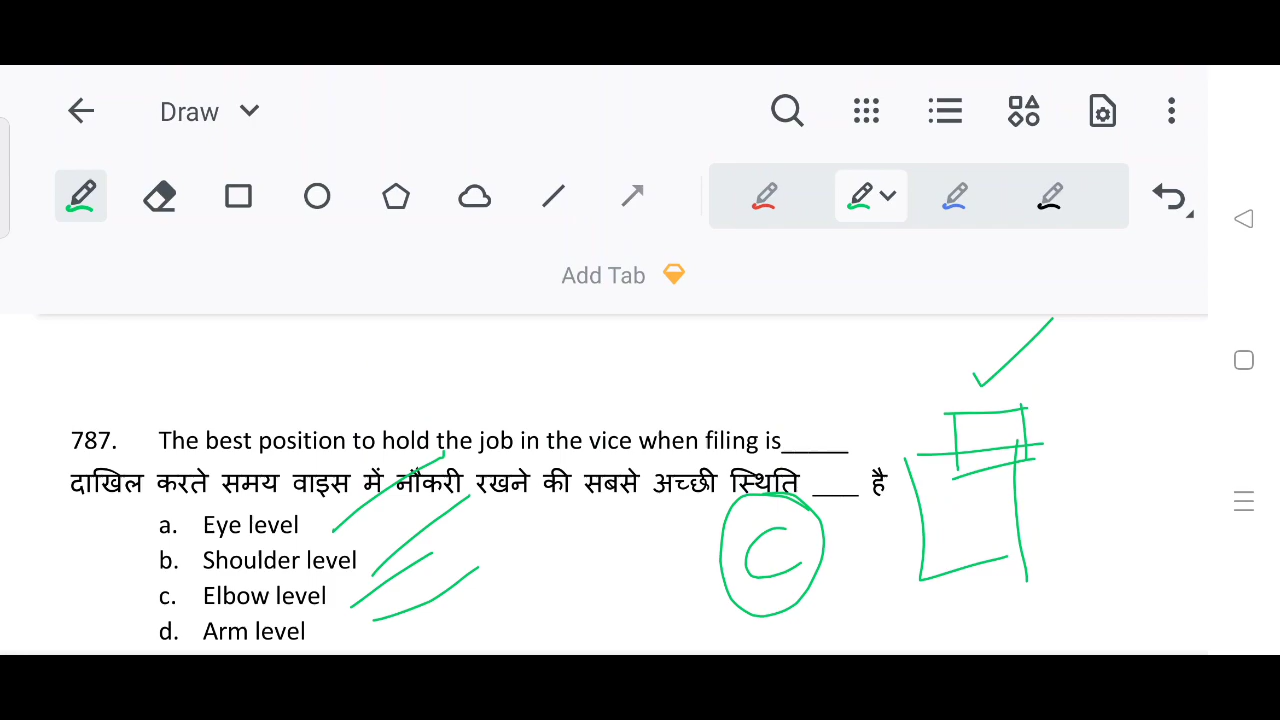 Draw
Add Tab
787. The best position to hold the job in the vice when filing is_____
दाखिल करते समय वाइस में नौकरी रखने की सबसे अच्छी स्थिति ____ है
a. Eye level
b. Shoulder level
c. Elbow level
d. Arm level
C